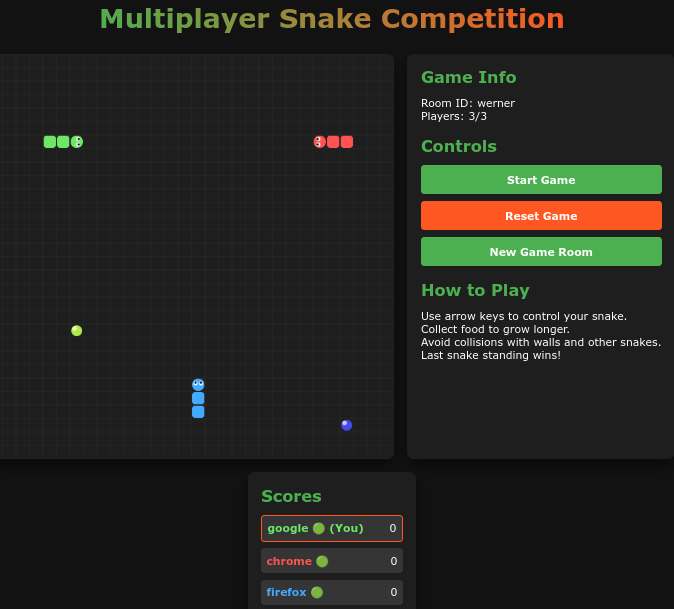 Multiplayer Snake Competition
Game Info
Room ID: werner
Players: 3/3
Controls
Start Game
Reset Game
New Game Room
How to Play
Use arrow keys to control your snake.
Collect food to grow longer.
Avoid collisions with walls and other snakes.
Last snake standing wins!
Scores
google 🟢 (You) 0
chrome 🟢 0
firefox 🟢 0